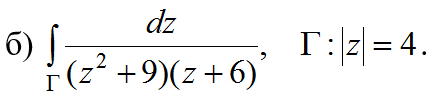 б) ∫_Γ dz / ((z² + 9)(z + 6)),   Γ : |z| = 4.